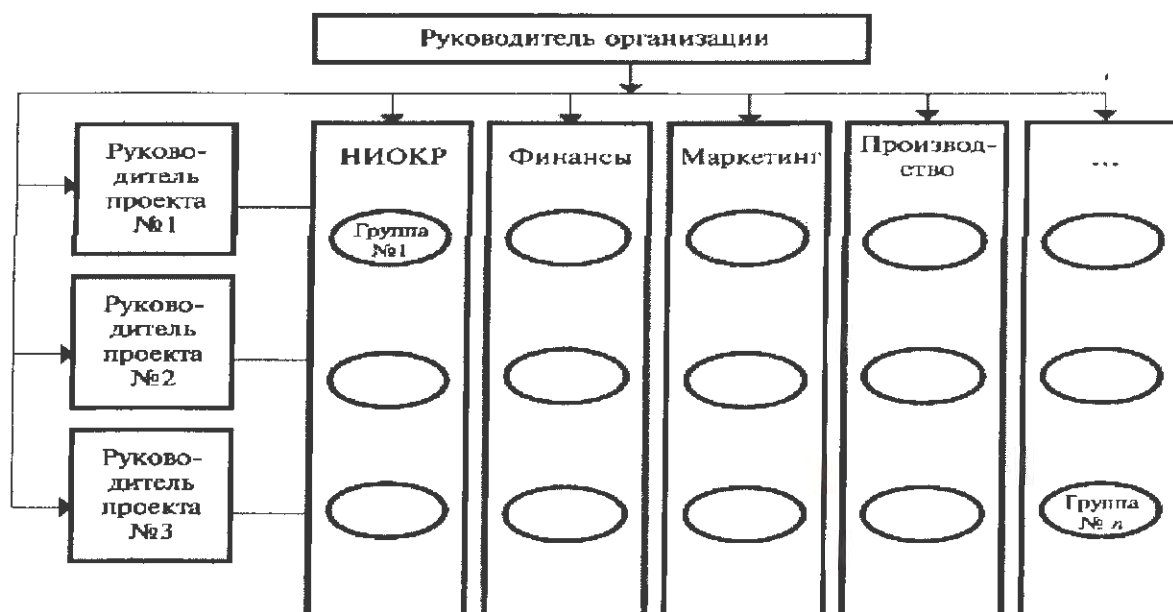 Руководитель организации
НИОКР
Финансы
Маркетинг
Производ-
ство
...
Руково-
дитель
проекта
№1
Группа
№1
Руково-
дитель
проекта
№2
Руково-
дитель
проекта
№3
Группа
№ n